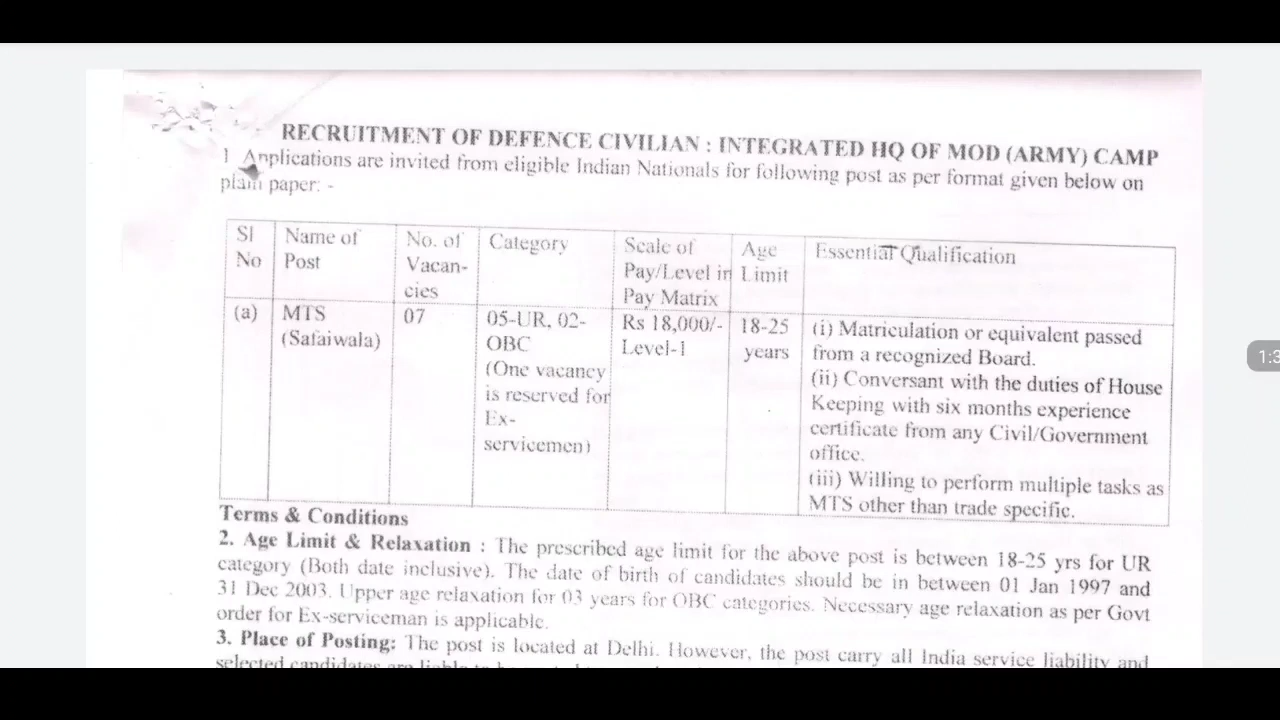 RECRUITMENT OF DEFENCE CIVILIAN : INTEGRATED HQ OF MOD (ARMY) CAMP
1 Applications are invited from eligible Indian Nationals for following post as per format given below on
plain paper: -
Sl No
Name of Post
No. of Vacan-cies
Category
Scale of Pay/Level in Pay Matrix
Age Limit
Essential Qualification
(a)
MTS
(Safaiwala)
07
05-UR, 02-
OBC
(One vacancy
is reserved for
Ex-
servicemen)
Rs 18,000/-
Level-1
18-25
years
(i) Matriculation or equivalent passed
from a recognized Board.
(ii) Conversant with the duties of House
Keeping with six months experience
certificate from any Civil/Government
office.
(iii) Willing to perform multiple tasks as
MTS other than trade specific.
Terms & Conditions
2. Age Limit & Relaxation : The prescribed age limit for the above post is between 18-25 yrs for UR
category (Both date inclusive). The date of birth of candidates should be in between 01 Jan 1997 and
31 Dec 2003. Upper age relaxation for 03 years for OBC categories. Necessary age relaxation as per Govt
order for Ex-serviceman is applicable.
3. Place of Posting: The post is located at Delhi. However, the post carry all India service liability and
selected candidates are liable to be